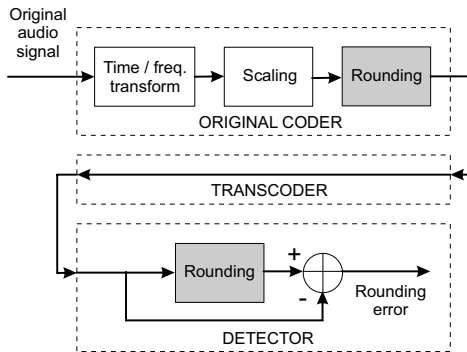 Original
audio
signal
Time / freq.
transform
Scaling
Rounding
ORIGINAL CODER
TRANSCODER
Rounding
+
-
Rounding
error
DETECTOR